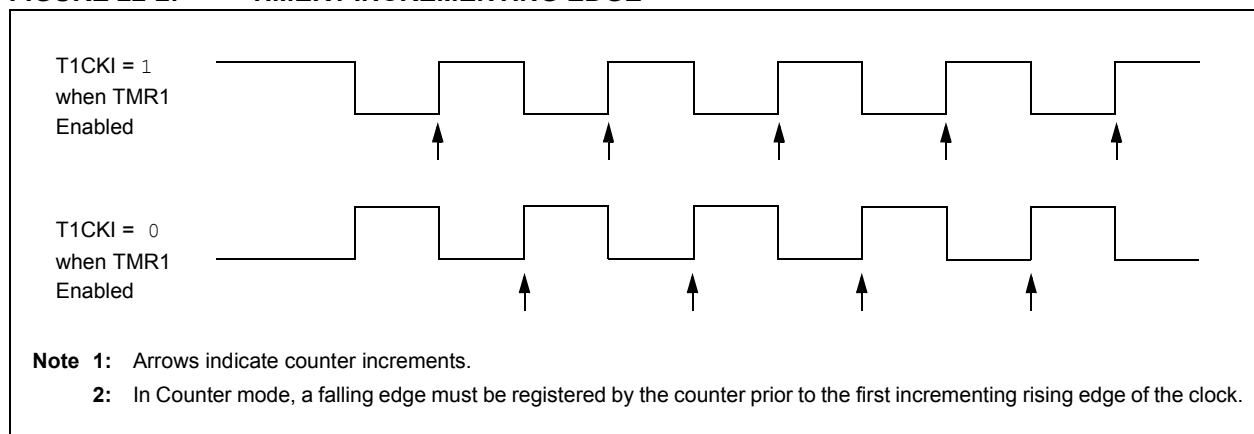 T1CKI = 1
when TMR1
Enabled
T1CKI = 0
when TMR1
Enabled
Note 1: Arrows indicate counter increments.
2: In Counter mode, a falling edge must be registered by the counter prior to the first incrementing rising edge of the clock.